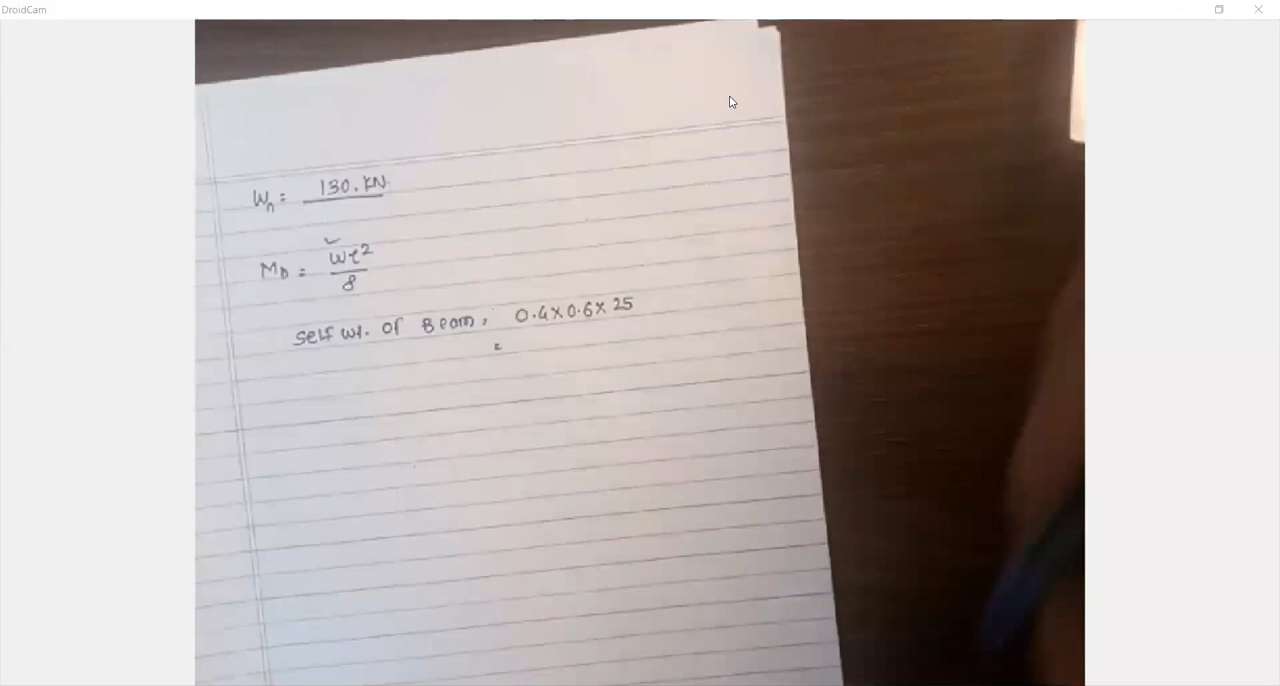 DroidCam
Wn = 130. KN.
MD = wl²
8
Self wt. of Beam, 0.4 x 0.6 x 25
=